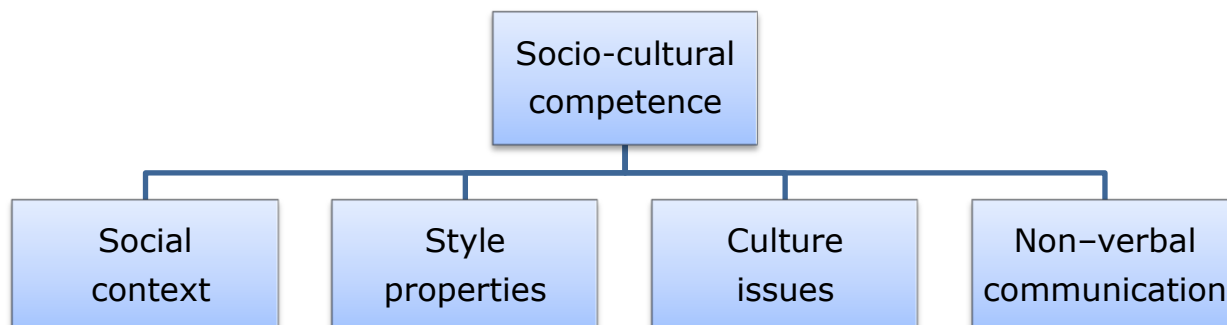 Socio-cultural
competence
Social
context
Style
properties
Culture
issues
Non–verbal
communication